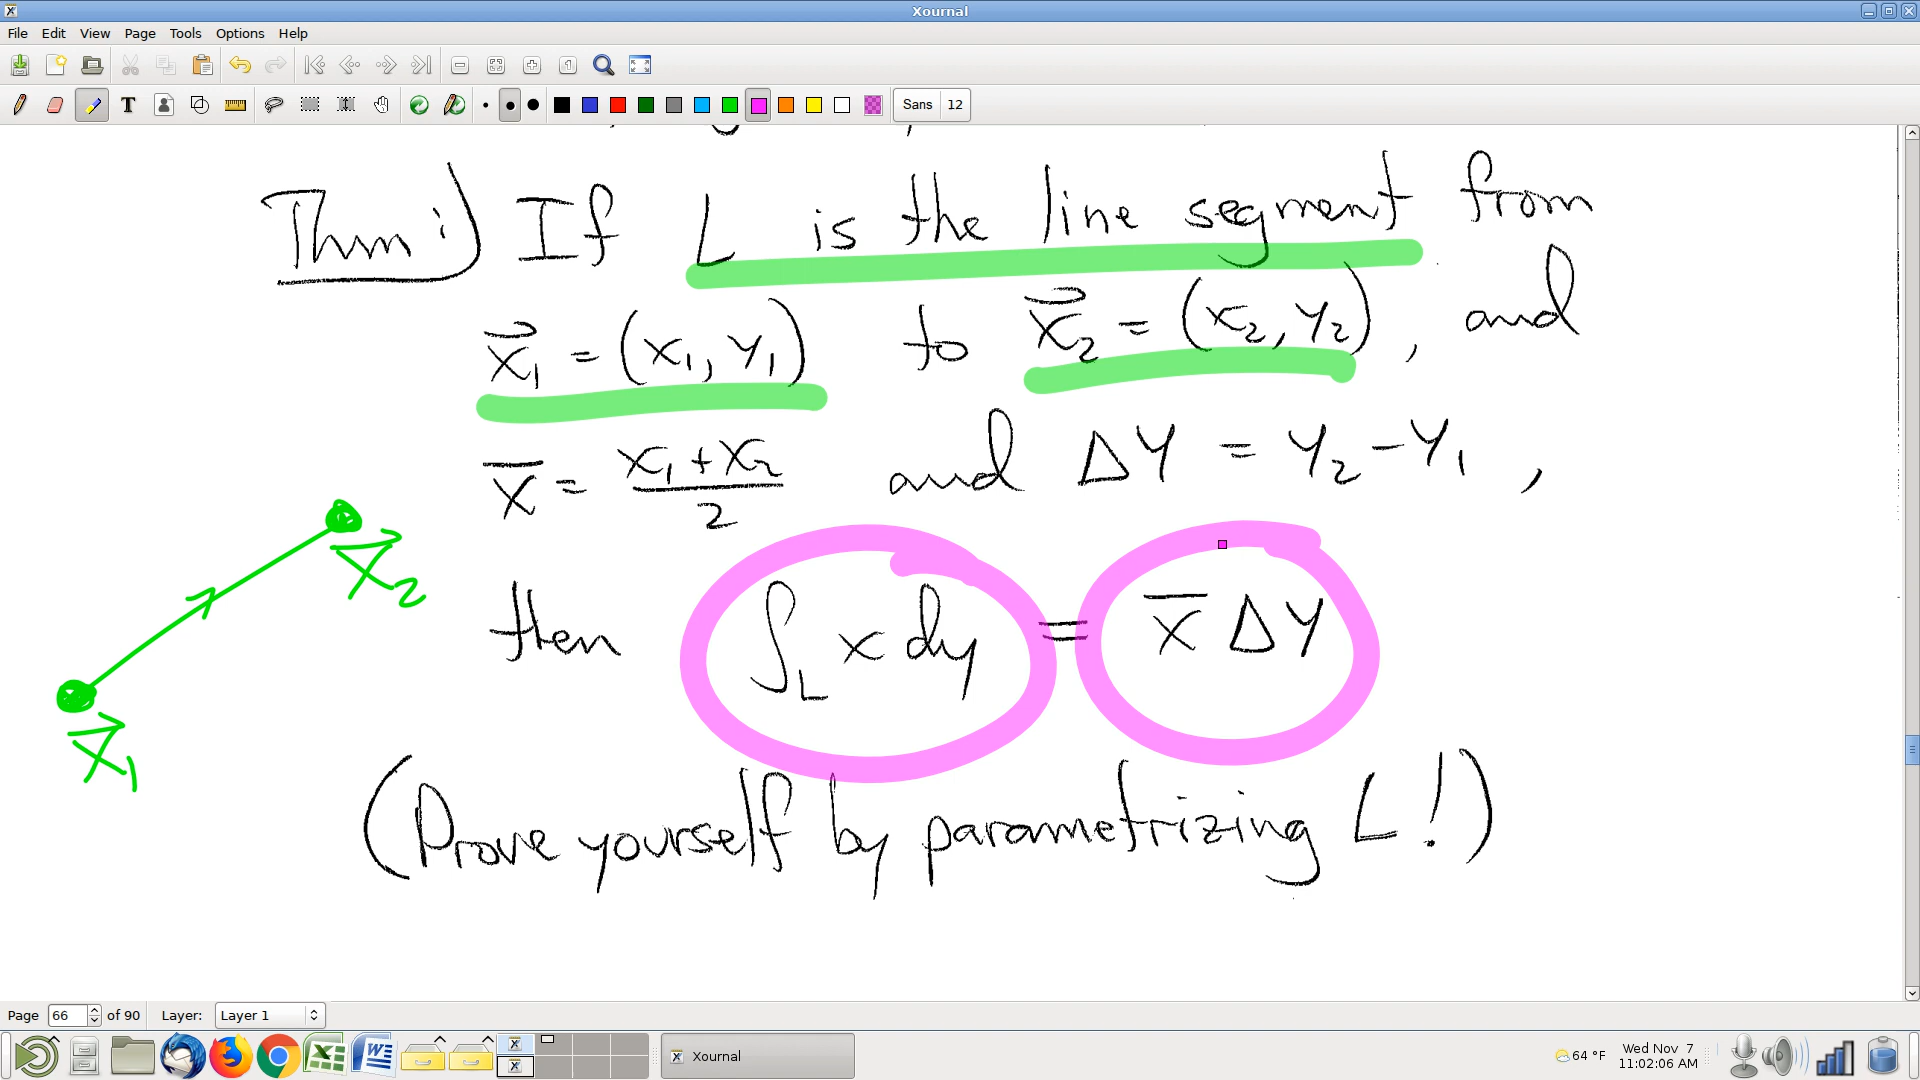 Xournal
File Edit View Page Tools Options Help
Sans 12
Thm:) If L is the line segment from
x⃗₁ = (x₁, y₁) to x⃗₂ = (x₂, y₂), and
x̅ = (x₁ + x₂)/2 and Δy = y₂ - y₁,
then ∫_L x dy = x̅ Δy
x⃗₂
x⃗₁
(Prove yourself by parametrizing L!)
Page 66 of 90 Layer: Layer 1
Xournal
64 °F
Wed Nov 7
11:02:06 AM